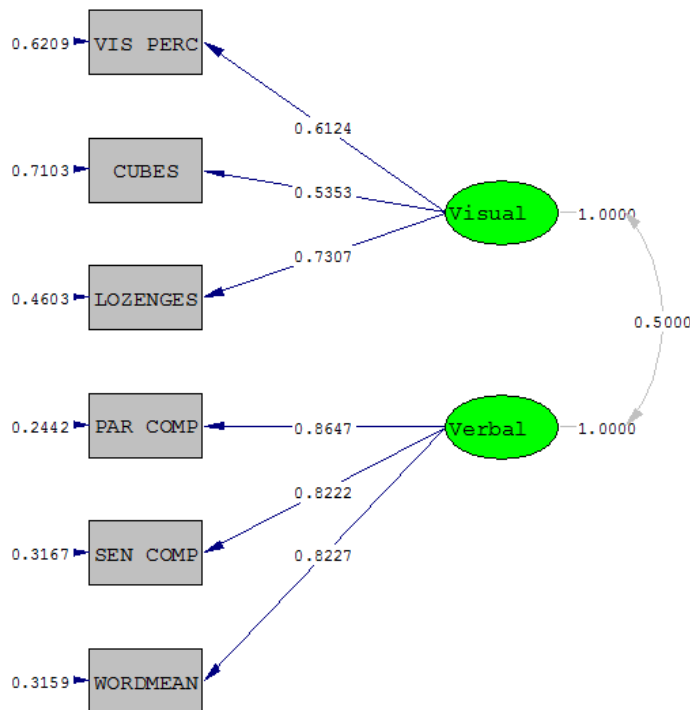 0.6209 VIS PERC
0.6124
0.7103 CUBES
0.5353
Visual 1.0000
0.7307
0.4603 LOZENGES
0.5000
0.2442 PAR COMP 0.8647 Verbal 1.0000
0.8222
0.3167 SEN COMP
0.8227
0.3159 WORDMEAN